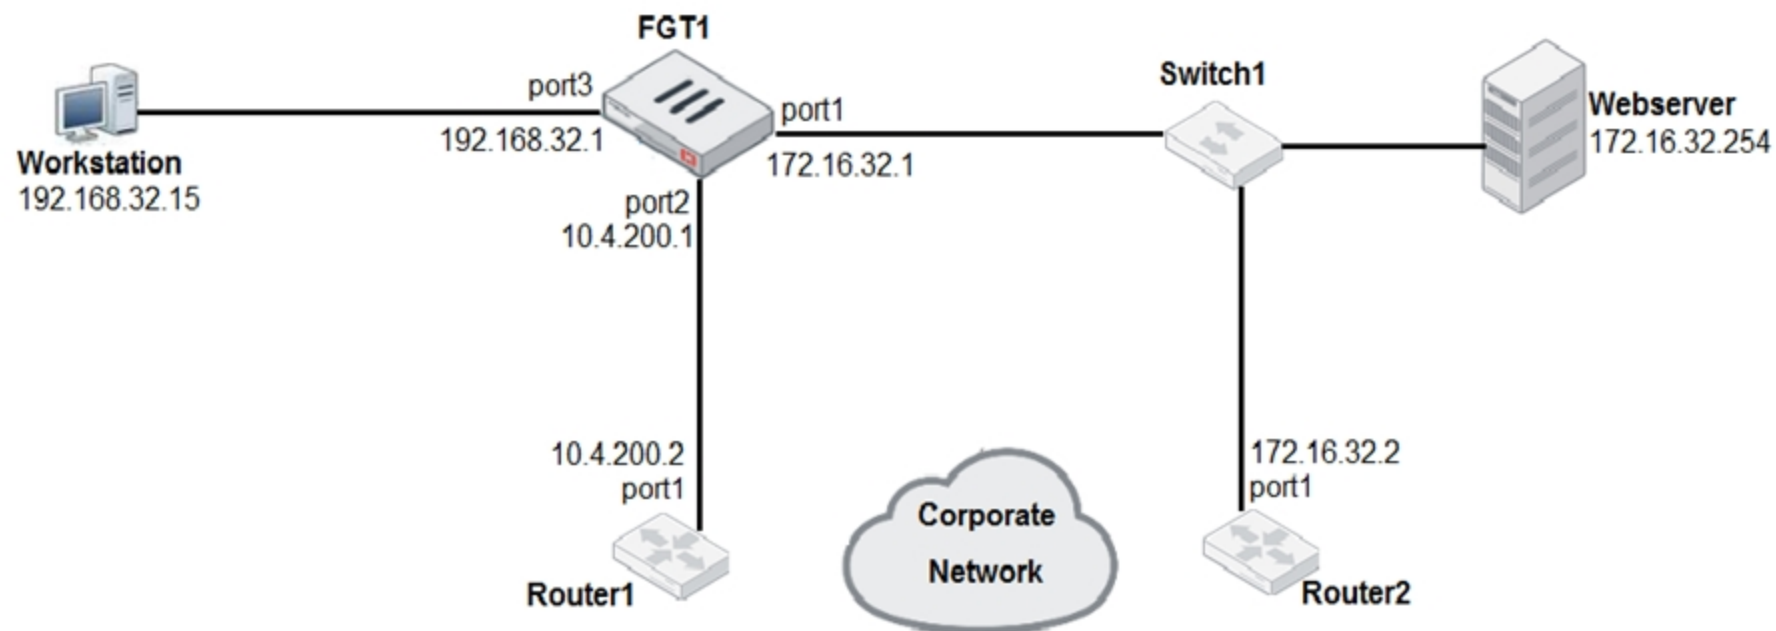 FGT1
port3
192.168.32.1
port1
172.16.32.1
port2
10.4.200.1
Workstation
192.168.32.15
Switch1
Webserver
172.16.32.254
10.4.200.2
port1
Router1
Corporate
Network
172.16.32.2
port1
Router2